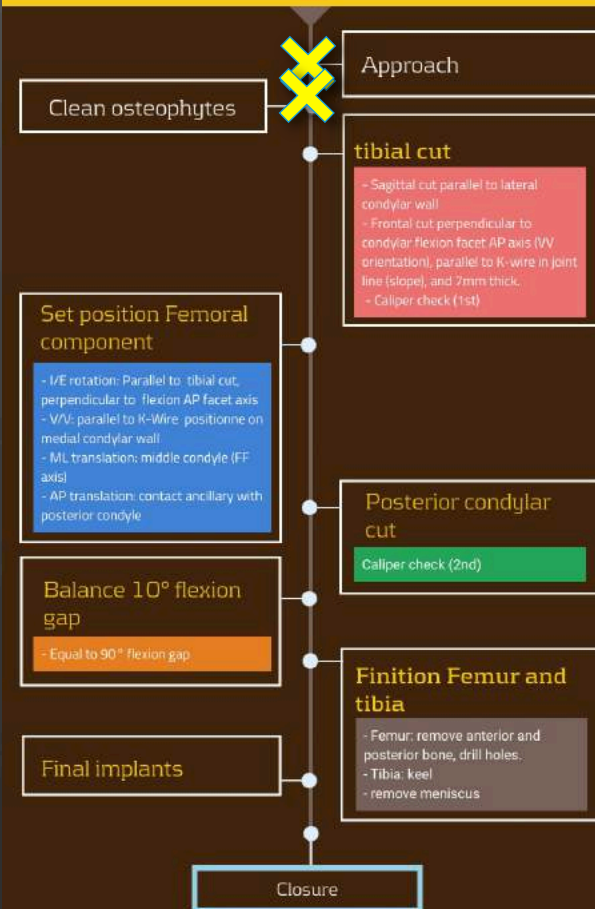 Approach
Clean osteophytes
tibial cut
- Sagittal cut parallel to lateral
condylar wall
- Frontal cut perpendicular to
condylar flexion facet AP axis (VV
orientation), parallel to K-wire in joint
line (slope), and 7mm thick.
- Caliper check (1st)
Set position Femoral
component
- I/E rotation: Parallel to tibial cut,
perpendicular to flexion AP facet axis
- V/V: parallel to K-Wire positionne on
medial condylar wall
- ML translation: middle condyle (FF
axis)
- AP translation: contact ancillary with
posterior condyle
Posterior condylar
cut
Caliper check (2nd)
Balance 10° flexion
gap
- Equal to 90° flexion gap
Finition Femur and
tibia
- Femur: remove anterior and
posterior bone, drill holes.
- Tibia: keel
- remove meniscus
Final implants
Closure